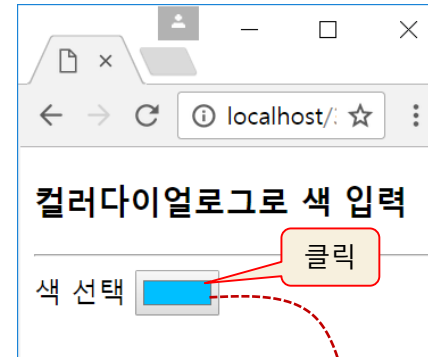 localhost/
컬러다이얼로그로 색 입력
클릭
색 선택